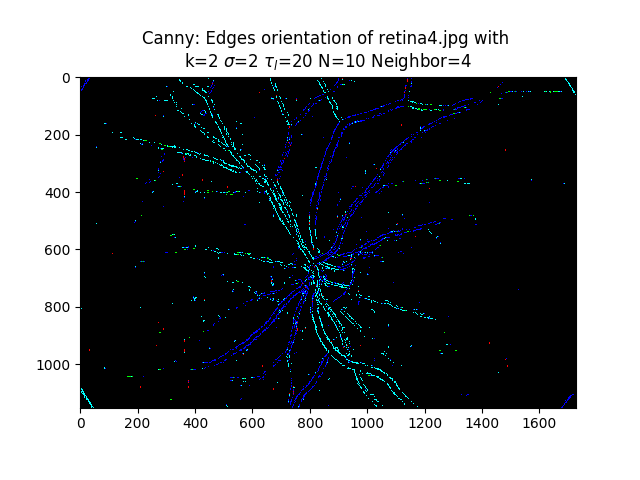 Canny: Edges orientation of retina4.jpg with
k=2 σ=2 τ_l=20 N=10 Neighbor=4
0
200
400
600
800
1000
0 200 400 600 800 1000 1200 1400 1600